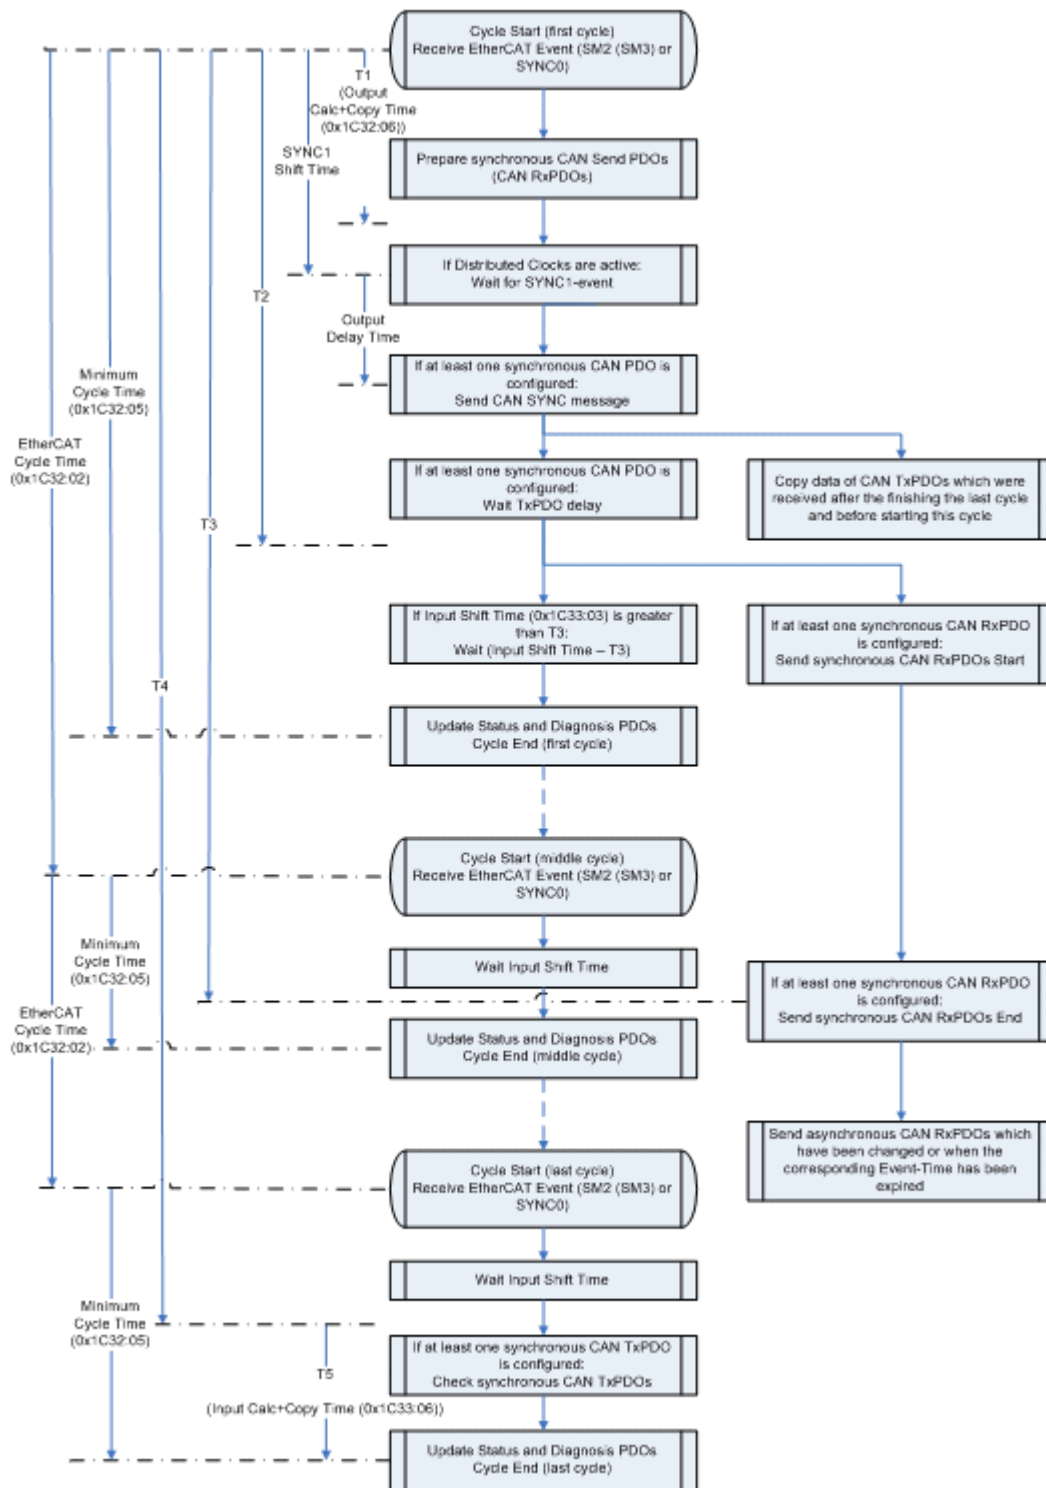 Cycle Start (first cycle)
Receive EtherCAT Event (SM2 (SM3) or
SYNC0)
T1
(Output
Calc+Copy Time
(0x1C32:06))
SYNC1
Shift Time
Prepare synchronous CAN Send PDOs
(CAN RxPDOs)
If Distributed Clocks are active:
Wait for SYNC1-event
T2
Output
Delay Time
If at least one synchronous CAN PDO is
configured:
Send CAN SYNC message
Minimum
Cycle Time
(0x1C32:05)
EtherCAT
Cycle Time
(0x1C32:02)
If at least one synchronous CAN PDO is
configured:
Wait TxPDO delay
Copy data of CAN TxPDOs which were
received after the finishing the last cycle
and before starting this cycle
T3
If Input Shift Time (0x1C33:03) is greater
than T3:
Wait (Input Shift Time – T3)
If at least one synchronous CAN RxPDO
is configured:
Send synchronous CAN RxPDOs Start
T4
Update Status and Diagnosis PDOs
Cycle End (first cycle)
Cycle Start (middle cycle)
Receive EtherCAT Event (SM2 (SM3) or
SYNC0)
Minimum
Cycle Time
(0x1C32:05)
Wait Input Shift Time
EtherCAT
Cycle Time
(0x1C32:02)
If at least one synchronous CAN RxPDO
is configured:
Send synchronous CAN RxPDOs End
Update Status and Diagnosis PDOs
Cycle End (middle cycle)
Send asynchronous CAN RxPDOs which
have been changed or when the
corresponding Event-Time has been
expired
Cycle Start (last cycle)
Receive EtherCAT Event (SM2 (SM3) or
SYNC0)
Wait Input Shift Time
Minimum
Cycle Time
(0x1C32:05)
If at least one synchronous CAN TxPDO
is configured:
Check synchronous CAN TxPDOs
T5
(Input Calc+Copy Time (0x1C33:06))
Update Status and Diagnosis PDOs
Cycle End (last cycle)